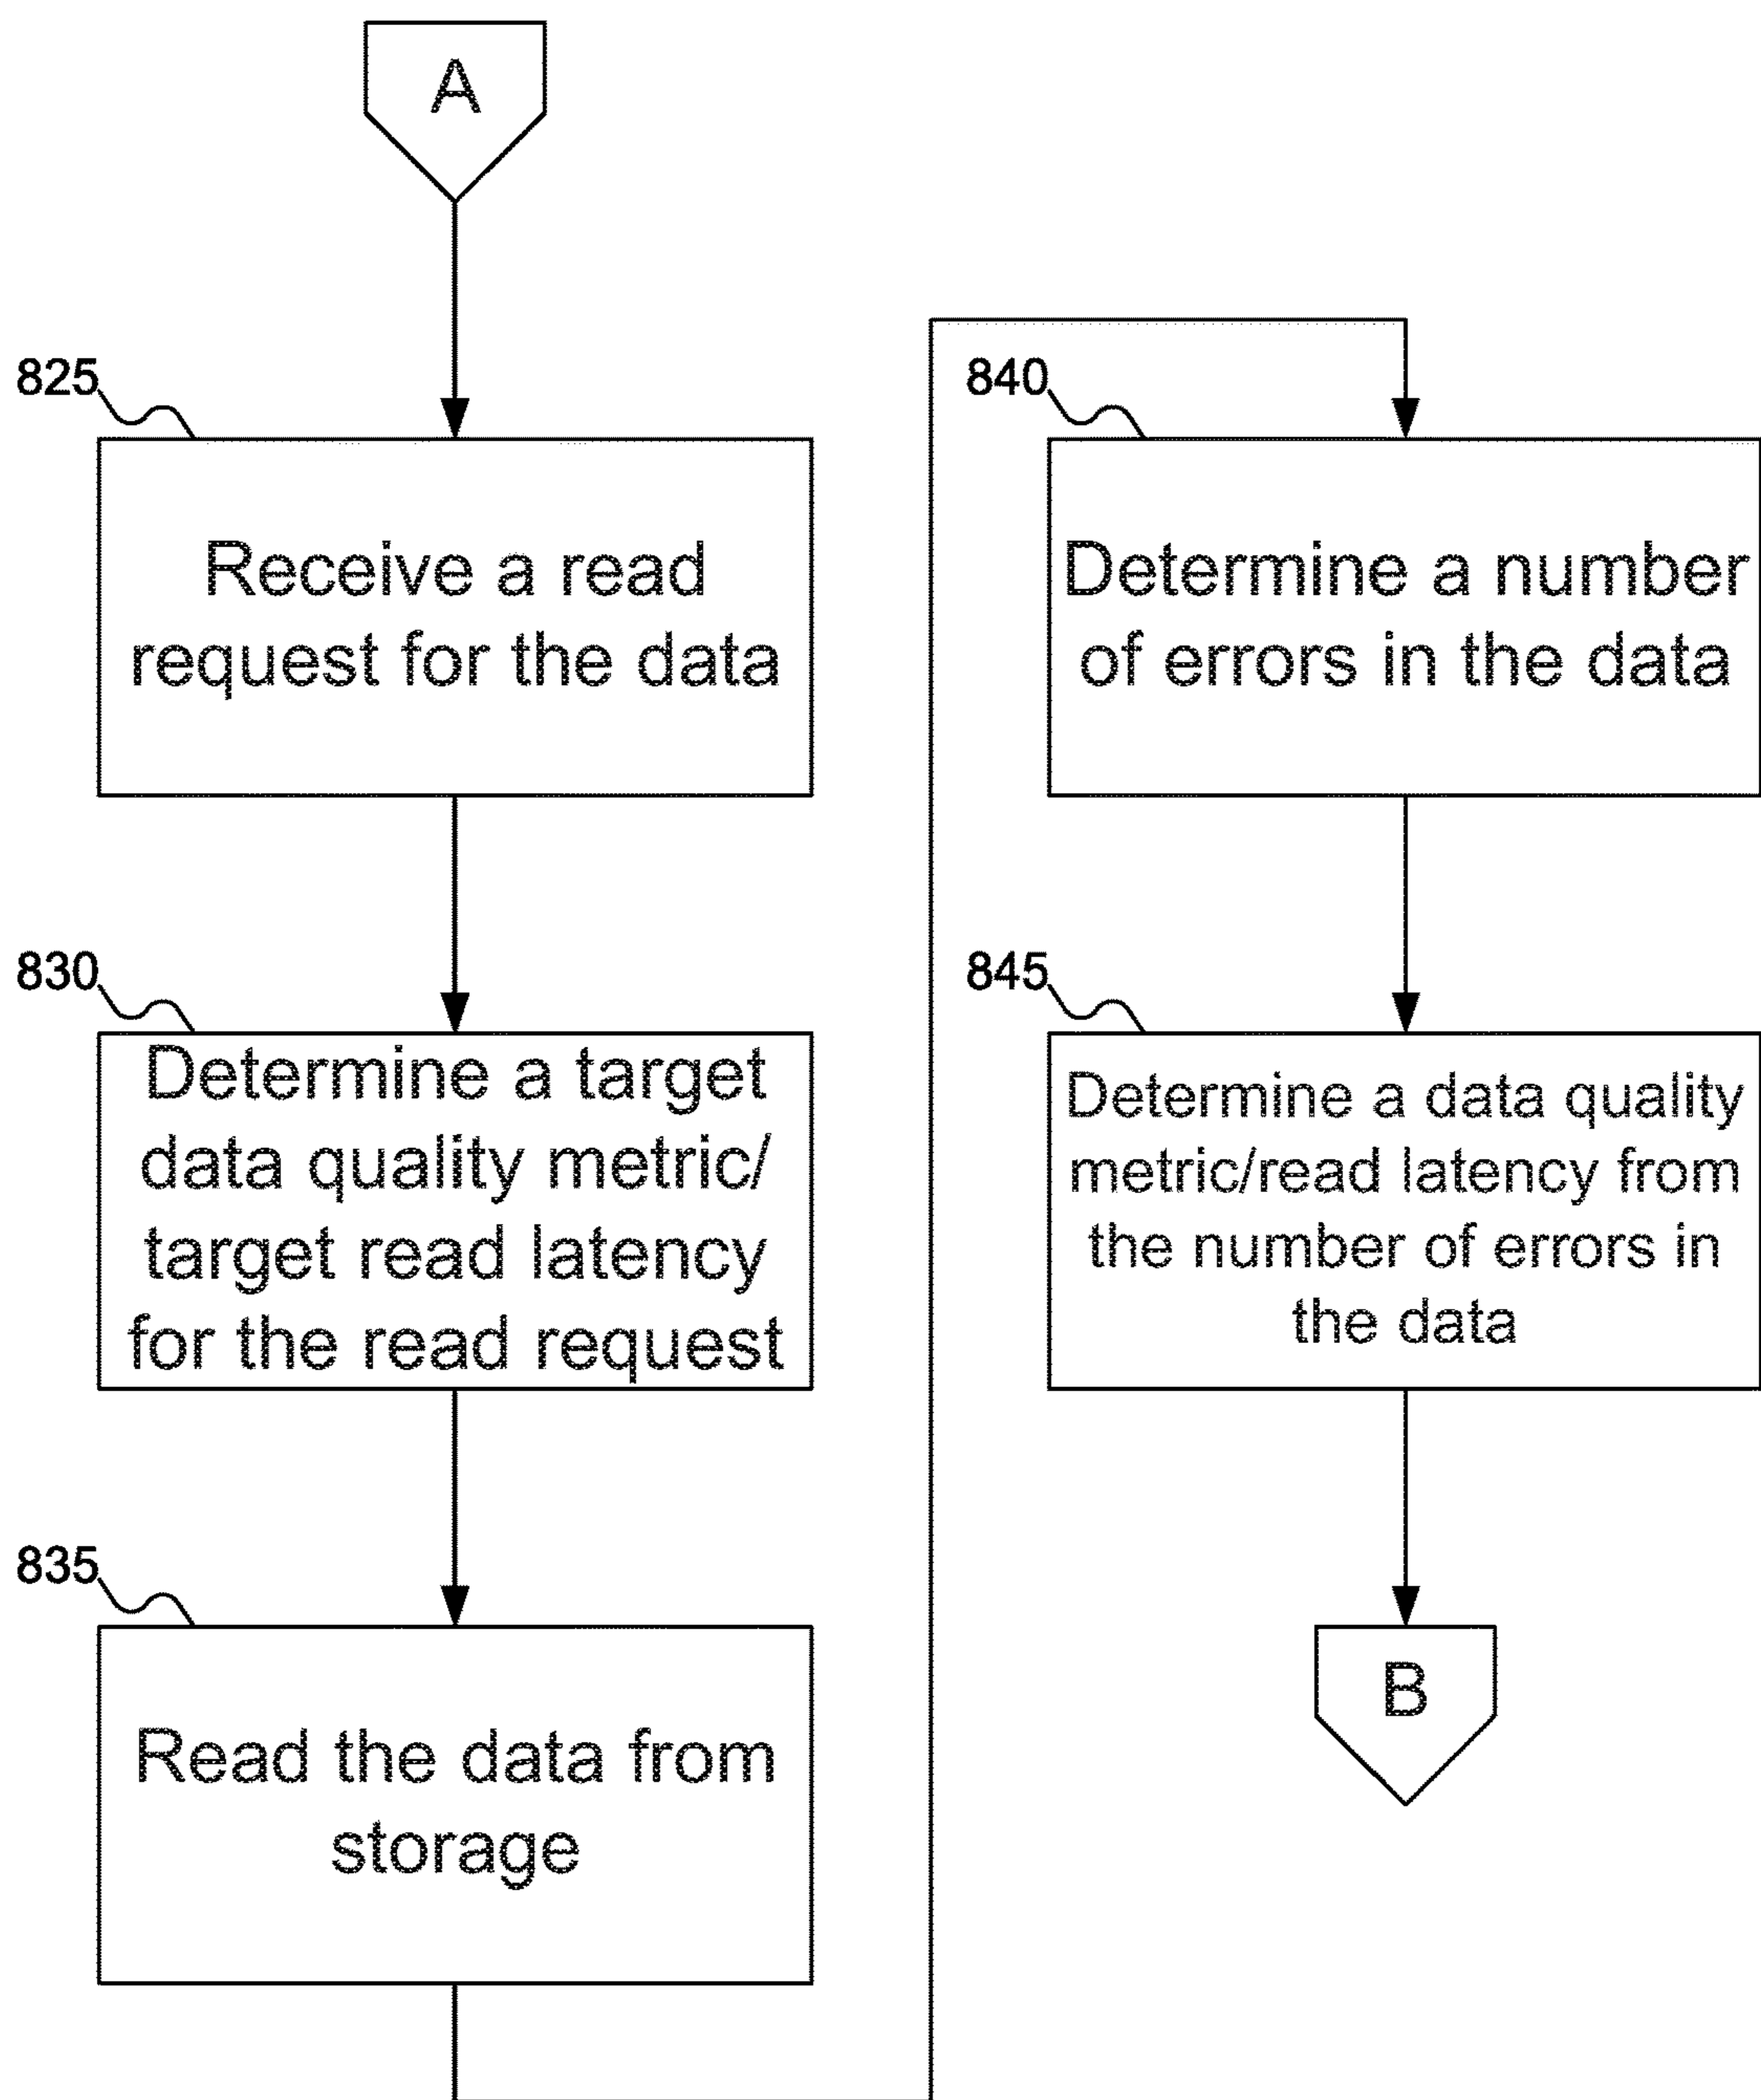 A
825
Receive a read
request for the data
830
Determine a target
data quality metric/
target read latency
for the read request
835
Read the data from
storage
840
Determine a number
of errors in the data
845
Determine a data quality
metric/read latency from
the number of errors in
the data
B